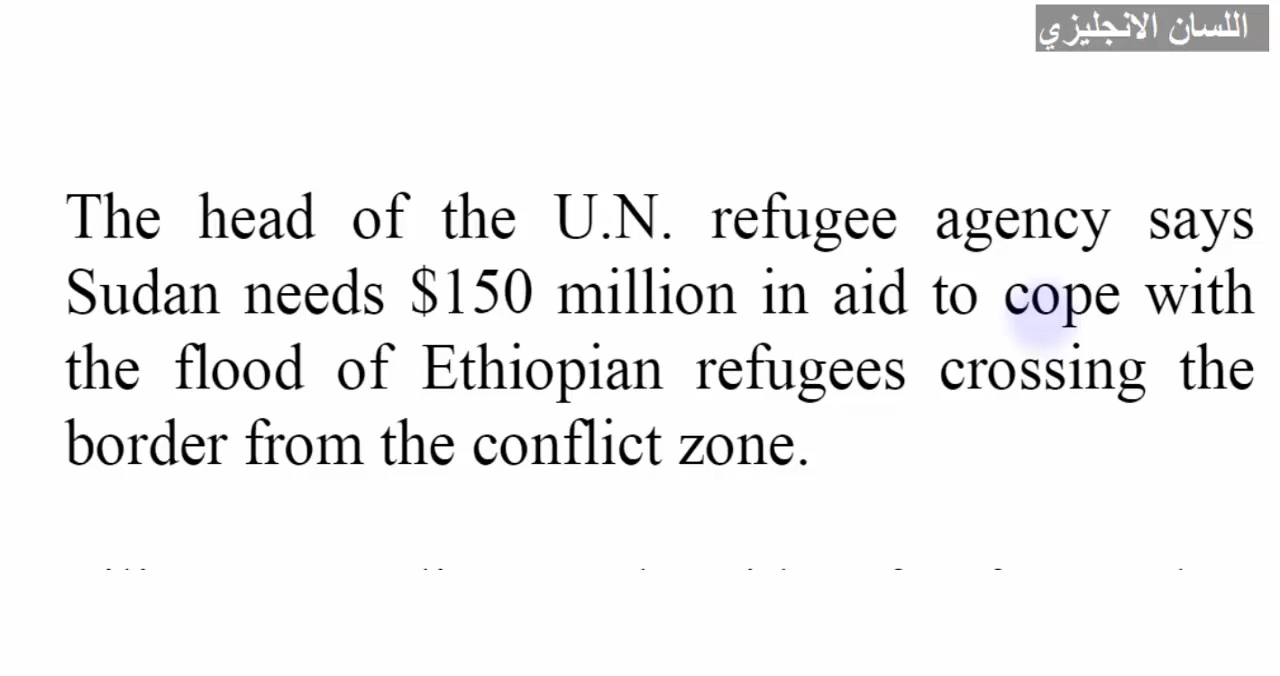 اللسان الانجليزي
The head of the U.N. refugee agency says
Sudan needs $150 million in aid to cope with
the flood of Ethiopian refugees crossing the
border from the conflict zone.